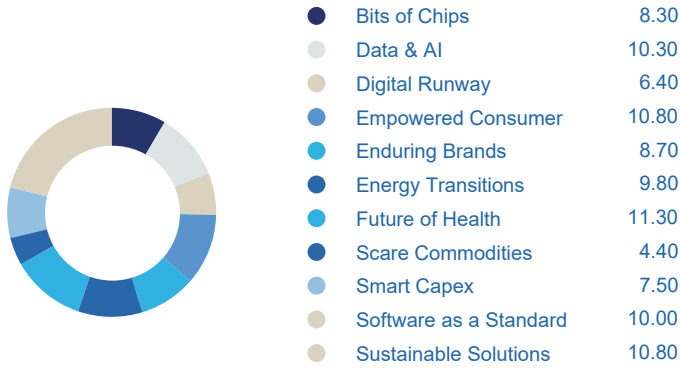 Bits of Chips 8.30
Data & AI 10.30
Digital Runway 6.40
Empowered Consumer 10.80
Enduring Brands 8.70
Energy Transitions 9.80
Future of Health 11.30
Scare Commodities 4.40
Smart Capex 7.50
Software as a Standard 10.00
Sustainable Solutions 10.80